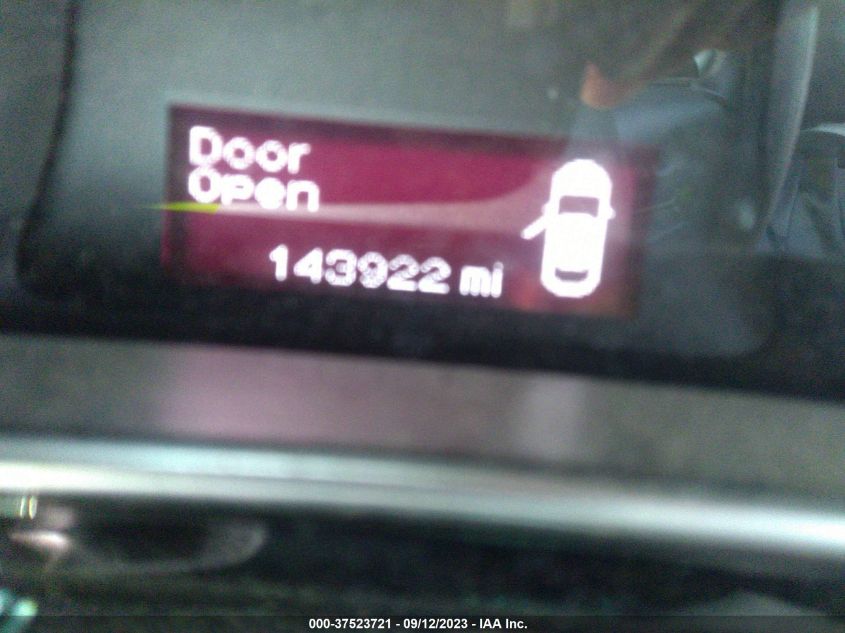 Door
Open
143922 mi
000-37523721 - 09/12/2023 - IAA Inc.